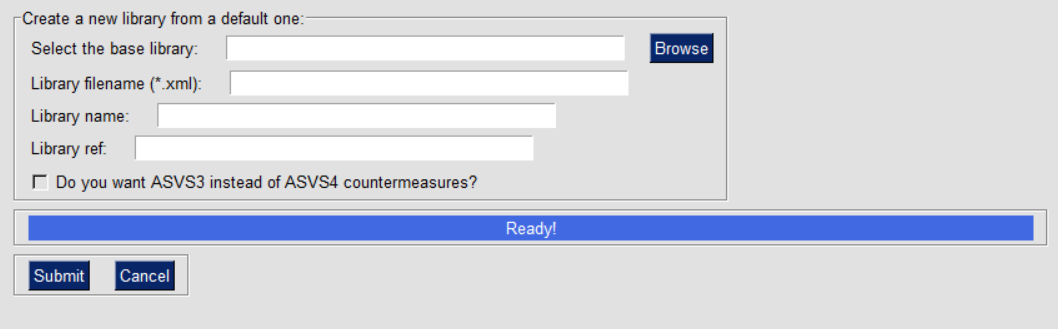 Create a new library from a default one:
Select the base library: Browse
Library filename (*.xml):
Library name:
Library ref:
Do you want ASVS3 instead of ASVS4 countermeasures?
Ready!
Submit Cancel